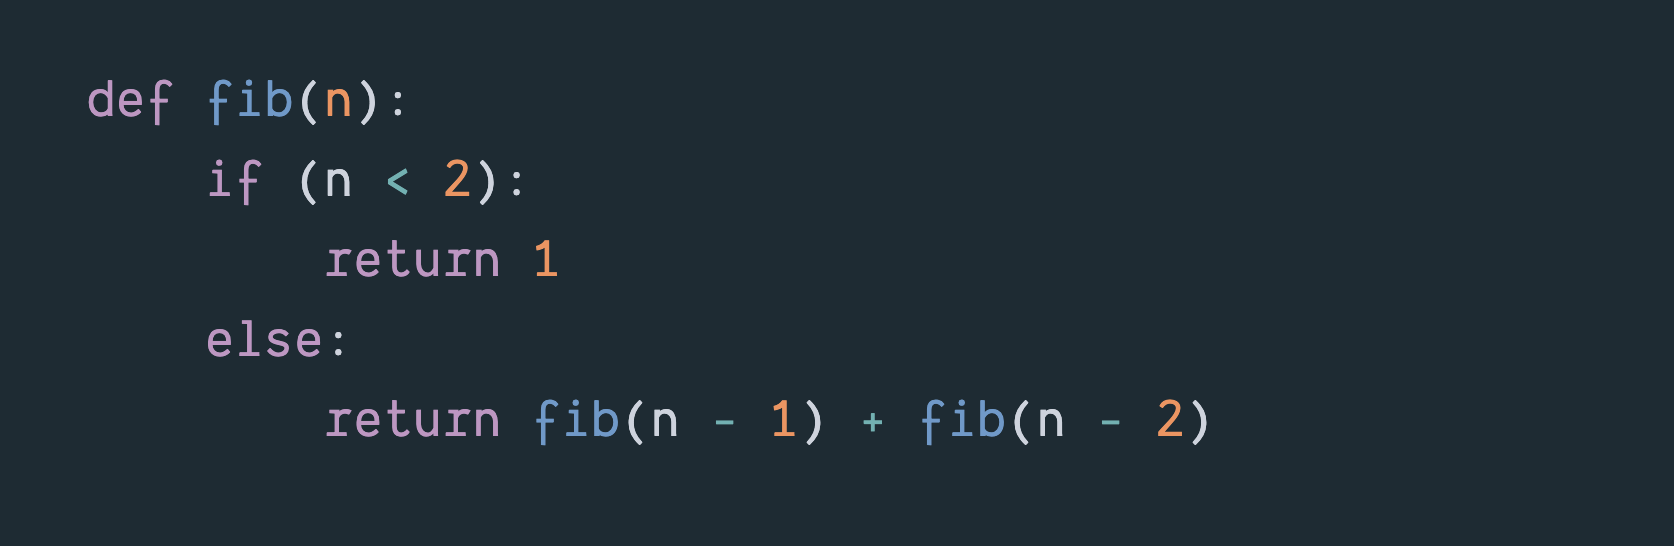 def fib(n):
    if (n < 2):
        return 1
    else:
        return fib(n - 1) + fib(n - 2)